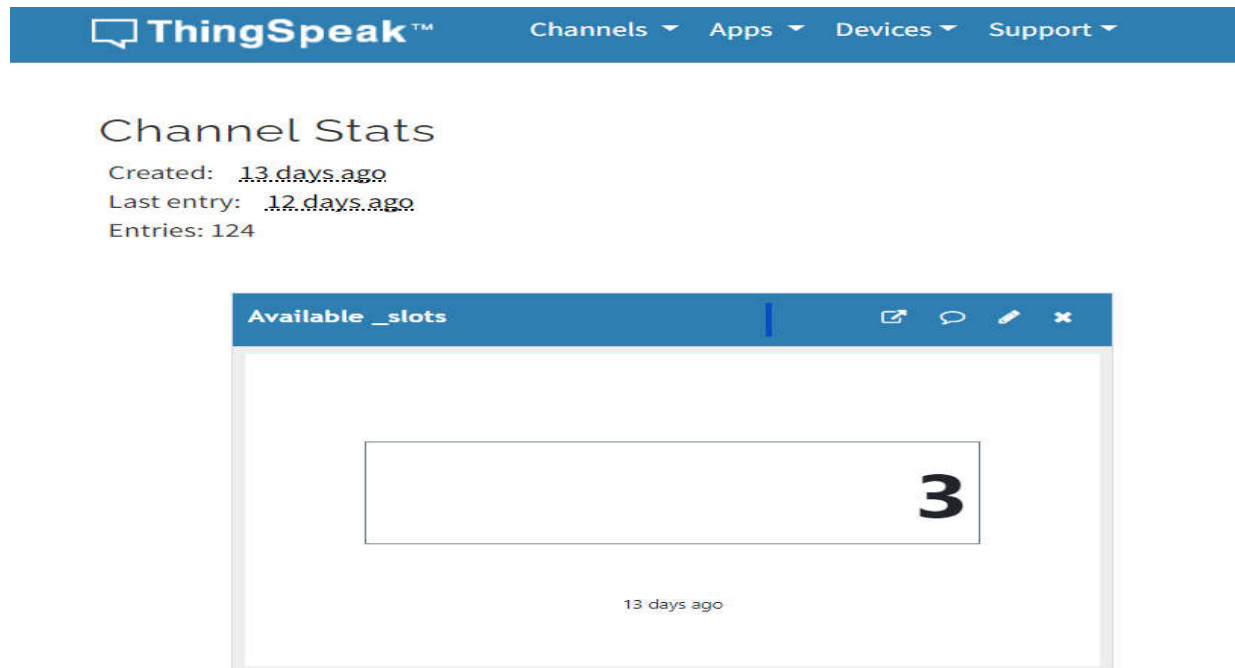 ThingSpeak™ Channels Apps Devices Support
Channel Stats
Created: 13 days ago
Last entry: 12 days ago
Entries: 124
Available _slots
3
13 days ago